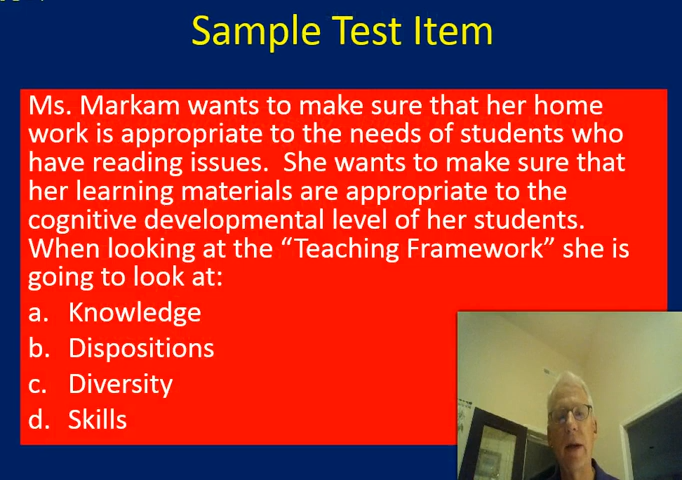 Sample Test Item
Ms. Markam wants to make sure that her home
work is appropriate to the needs of students who
have reading issues.  She wants to make sure that
her learning materials are appropriate to the
cognitive developmental level of her students.
When looking at the “Teaching Framework” she is
going to look at:
a. Knowledge
b. Dispositions
c. Diversity
d. Skills